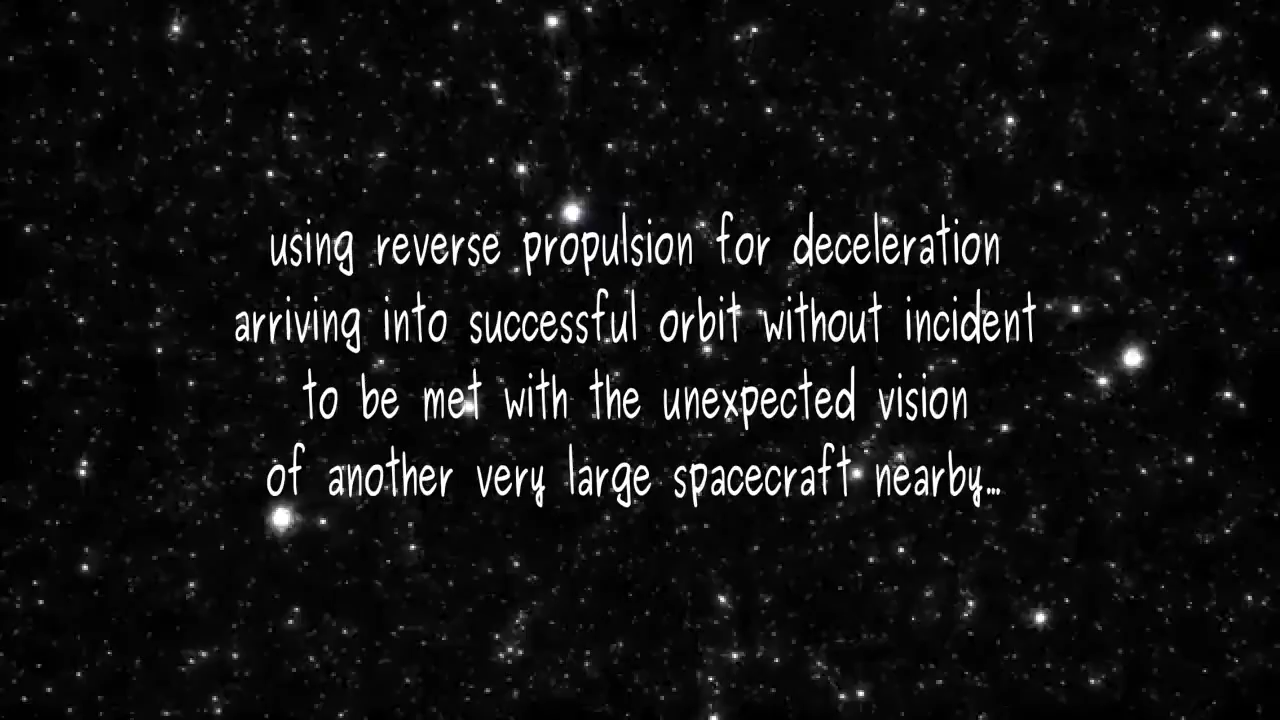 using reverse propulsion for deceleration
arriving into successful orbit without incident
to be met with the unexpected vision
of another very large spacecraft nearby...